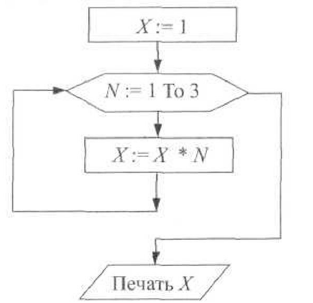 X := 1
N := 1 To 3
X := X * N
Печать X